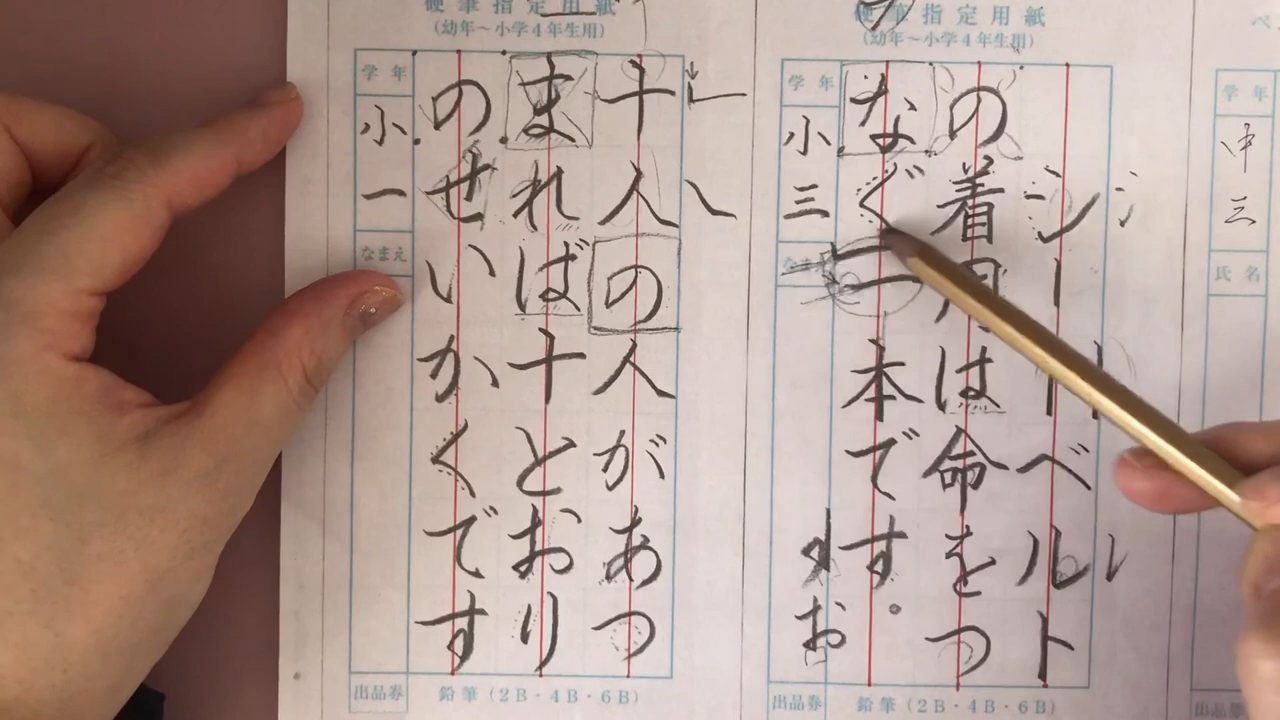 硬筆指定用紙
(幼年〜小学4年生用)
十人の人があつ
まれば十とおり
のせいかくです
学年
小一
なまえ
出品券
鉛筆(2B・4B・6B)
硬筆指定用紙
(幼年〜小学4年生用)
シートベルト
の着用は命をつ
なぐ一本です。
学年
小三
お
出品券
鉛筆(2B・4B・6B)
学年
中三
氏名